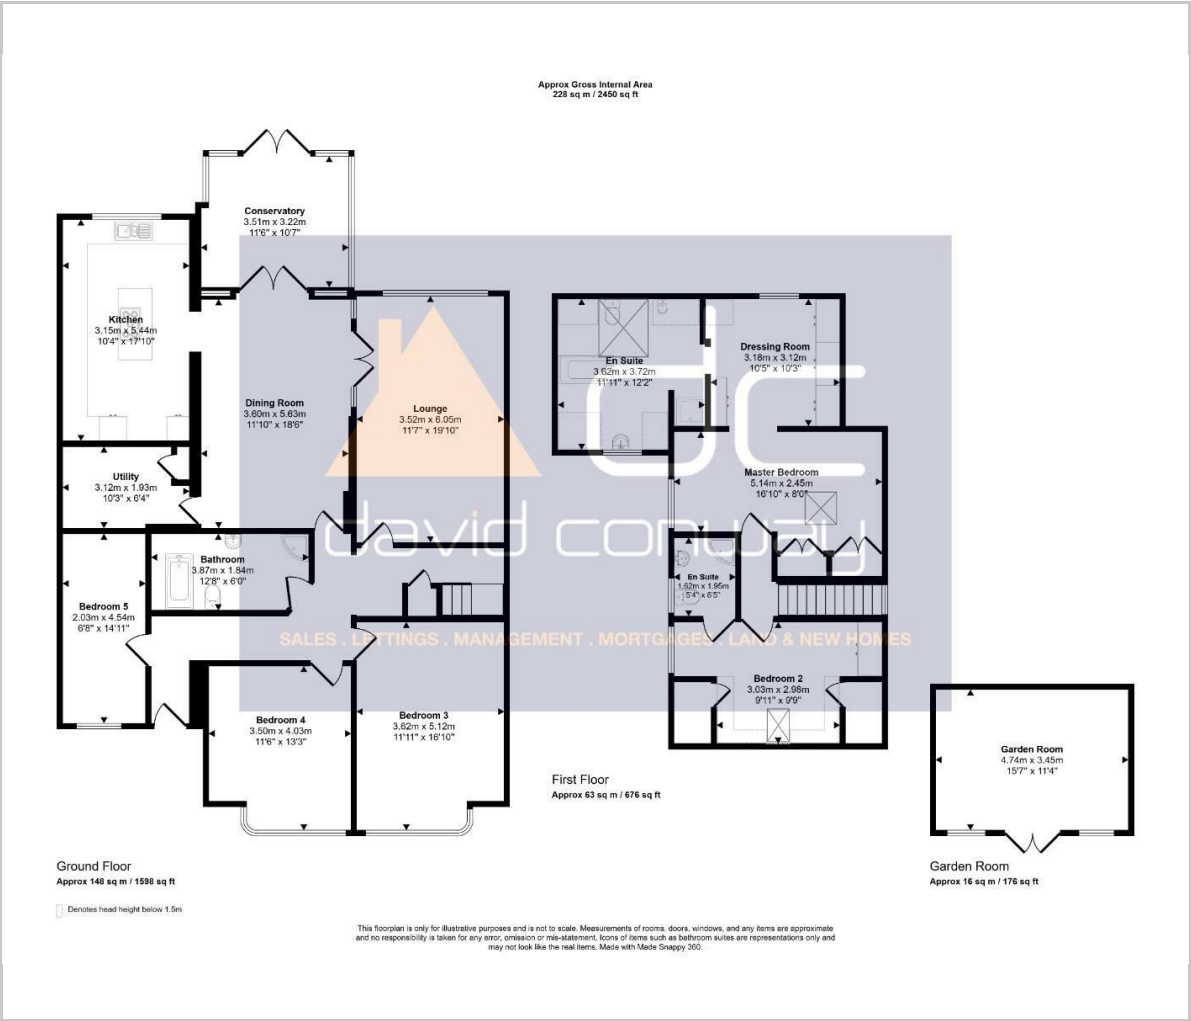 Approx Gross Internal Area
228 sq m / 2450 sq ft
Conservatory
3.51m x 3.22m
11'6" x 10'7"
Kitchen
3.15m x 5.44m
10'4" x 17'10"
Dining Room
3.60m x 5.63m
11'10" x 18'6"
Lounge
3.52m x 6.05m
11'7" x 19'10"
Utility
3.12m x 1.93m
10'3" x 6'4"
Bathroom
3.87m x 1.84m
12'8" x 6'0"
Bedroom 5
2.03m x 4.54m
6'8" x 14'11"
Bedroom 4
3.50m x 4.03m
11'6" x 13'3"
Bedroom 3
3.62m x 5.12m
11'11" x 16'10"
En Suite
3.62m x 3.72m
11'11" x 12'2"
Dressing Room
3.18m x 3.12m
10'5" x 10'3"
Master Bedroom
5.14m x 2.45m
16'10" x 8'0"
En Suite
1.62m x 1.95m
5'4" x 6'5"
Bedroom 2
3.03m x 2.98m
9'11" x 9'9"
dc
david conway
SALES . LETTINGS . MANAGEMENT . MORTGAGES . LAND & NEW HOMES
Garden Room
4.74m x 3.45m
15'7" x 11'4"
First Floor
Approx 63 sq m / 676 sq ft
Ground Floor
Approx 148 sq m / 1598 sq ft
Garden Room
Approx 16 sq m / 176 sq ft
Denotes head height below 1.5m
This floorplan is only for illustrative purposes and is not to scale. Measurements of rooms, doors, windows, and any items are approximate
and no responsibility is taken for any error, omission or mis-statement. Icons of items such as bathroom suites are representations only and
may not look like the real items. Made with Made Snappy 360.